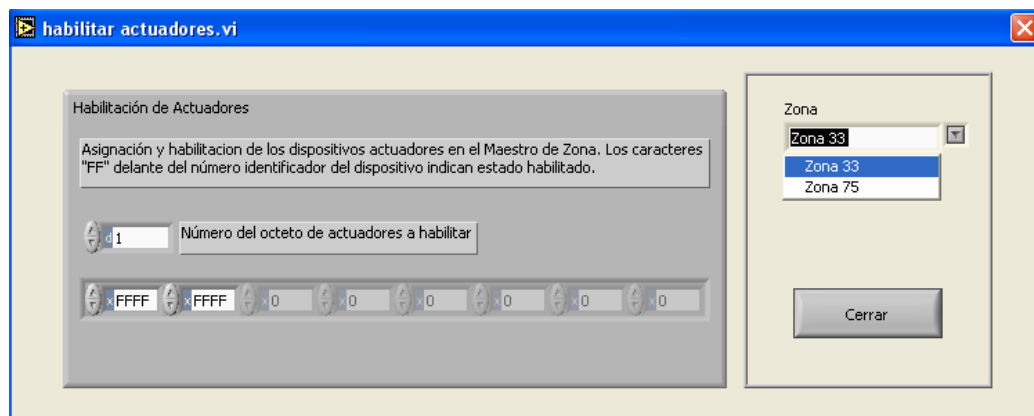 habilitar actuadores.vi
Habilitación de Actuadores
Asignación y habilitacion de los dispositivos actuadores en el Maestro de Zona. Los caracteres
"FF" delante del número identificador del dispositivo indican estado habilitado.
d 1
Número del octeto de actuadores a habilitar
x FFFF x FFFF x 0 x 0 x 0 x 0 x 0 x 0
Zona
Zona 33
Zona 33
Zona 75
Cerrar